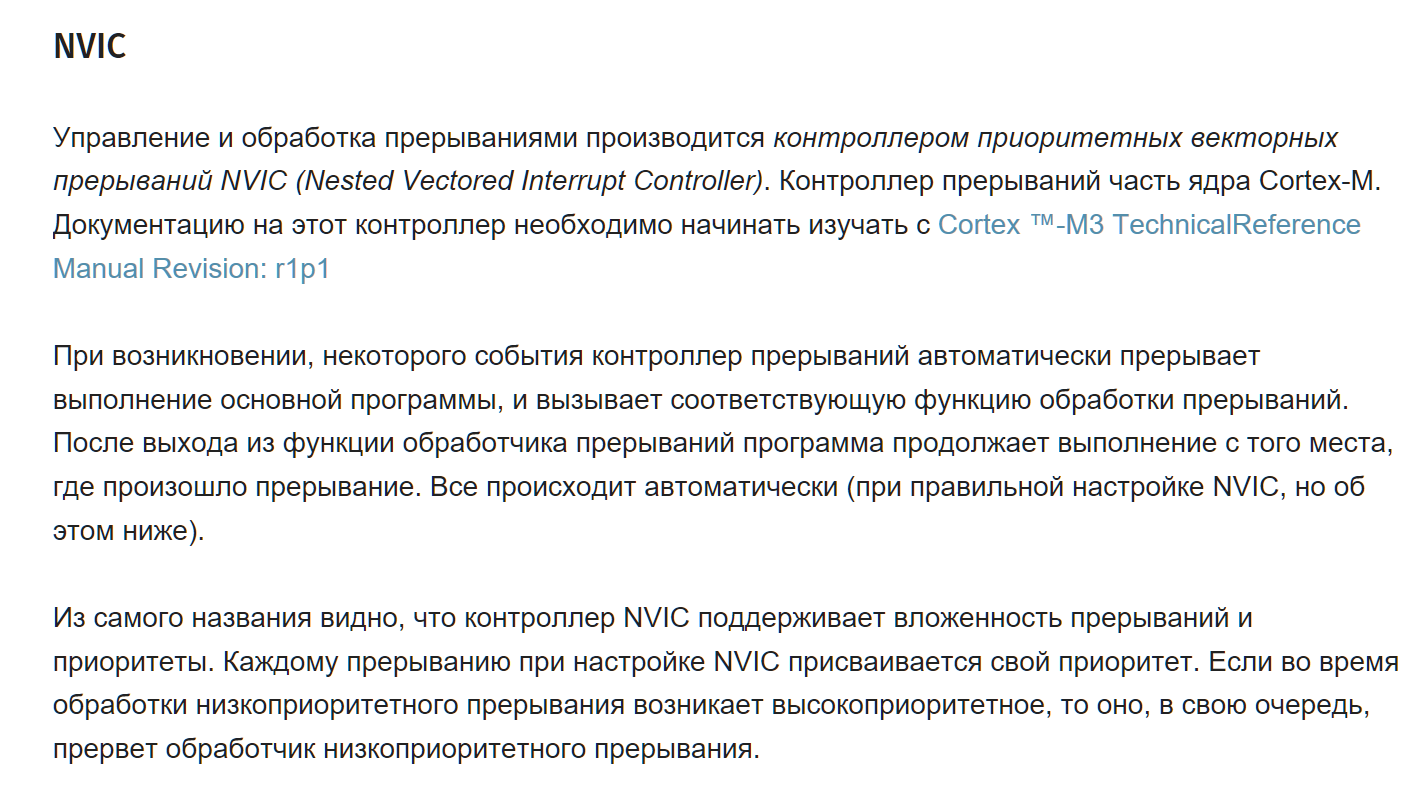 NVIC
Управление и обработка прерываниями производится контроллером приоритетных векторных
прерываний NVIC (Nested Vectored Interrupt Controller). Контроллер прерываний часть ядра Cortex-M.
Документацию на этот контроллер необходимо начинать изучать с Cortex ™-M3 TechnicalReference
Manual Revision: r1p1
При возникновении, некоторого события контроллер прерываний автоматически прерывает
выполнение основной программы, и вызывает соответствующую функцию обработки прерываний.
После выхода из функции обработчика прерываний программа продолжает выполнение с того места,
где произошло прерывание. Все происходит автоматически (при правильной настройке NVIC, но об
этом ниже).
Из самого названия видно, что контроллер NVIC поддерживает вложенность прерываний и
приоритеты. Каждому прерыванию при настройке NVIC присваивается свой приоритет. Если во время
обработки низкоприоритетного прерывания возникает высокоприоритетное, то оно, в свою очередь,
прервет обработчик низкоприоритетного прерывания.